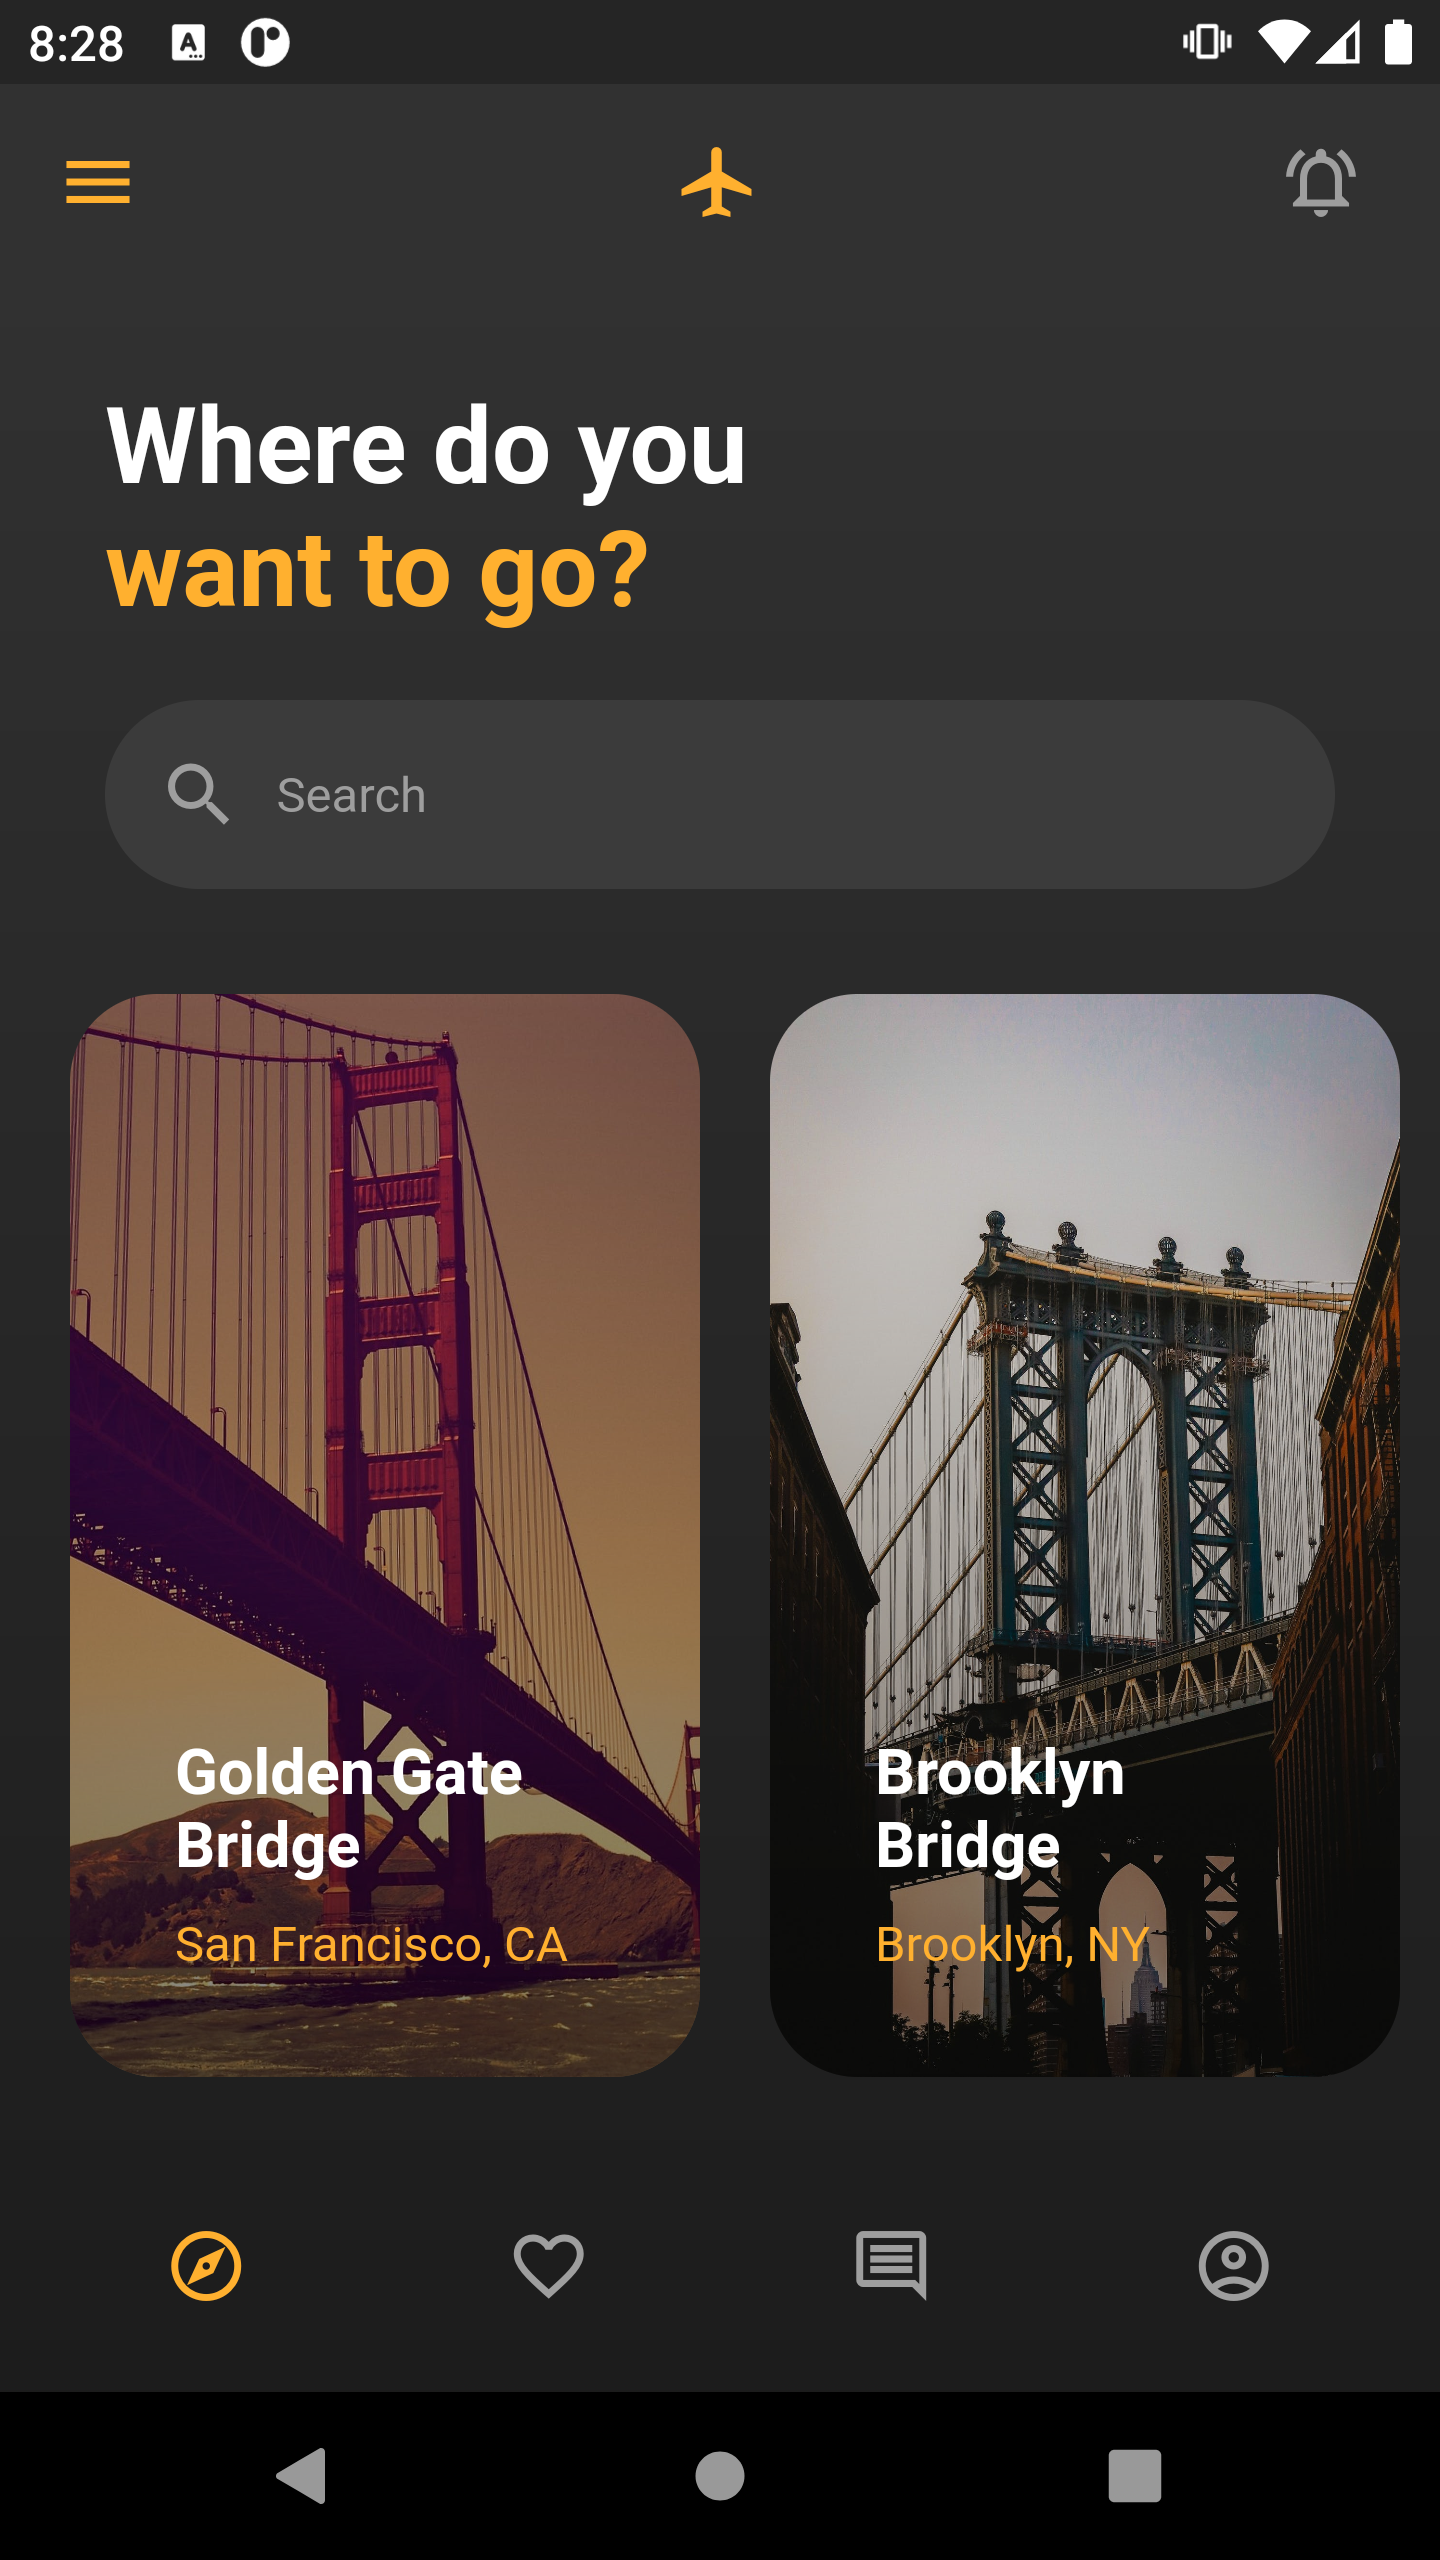 8:28
Where do you
want to go?
Search
Golden Gate
Bridge
San Francisco, CA
Brooklyn
Bridge
Brooklyn, NY